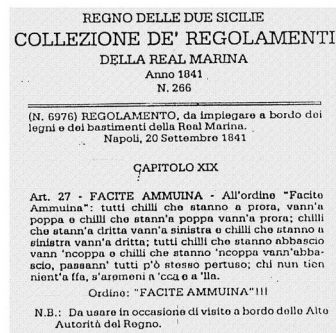 REGNO DELLE DUE SICILIE
COLLEZIONE DE' REGOLAMENTI
DELLA REAL MARINA
Anno 1841
N. 266
(N. 6976) REGOLAMENTO, da impiegare a bordo dei
legni e dei bastimenti della Real Marina.
Napoli, 20 Settembre 1841
CAPITOLO XIX
Art. 27 - FACITE AMMUINA - All'ordine "Facite
Ammuina": tutti chilli che stanno a prora, vann'a
poppa e chilli che stann'a poppa vann'a prora; chilli
che stann'a dritta vann'a sinistra e chilli che stanno a
sinistra vann'a dritta; tutti chilli che stanno abbascio
vann 'ncoppa e chilli che stanno 'ncoppa vann'abba-
scio, passann' tutti p'ò stesso pertuso; chi nun tien
nient'a ffa, s'aremeni a 'cca e a 'lla.
Ordine: "FACITE AMMUINA"!!!
N.B.: Da usare in occasione di visite a bordo delle Alte
Autorità del Regno.